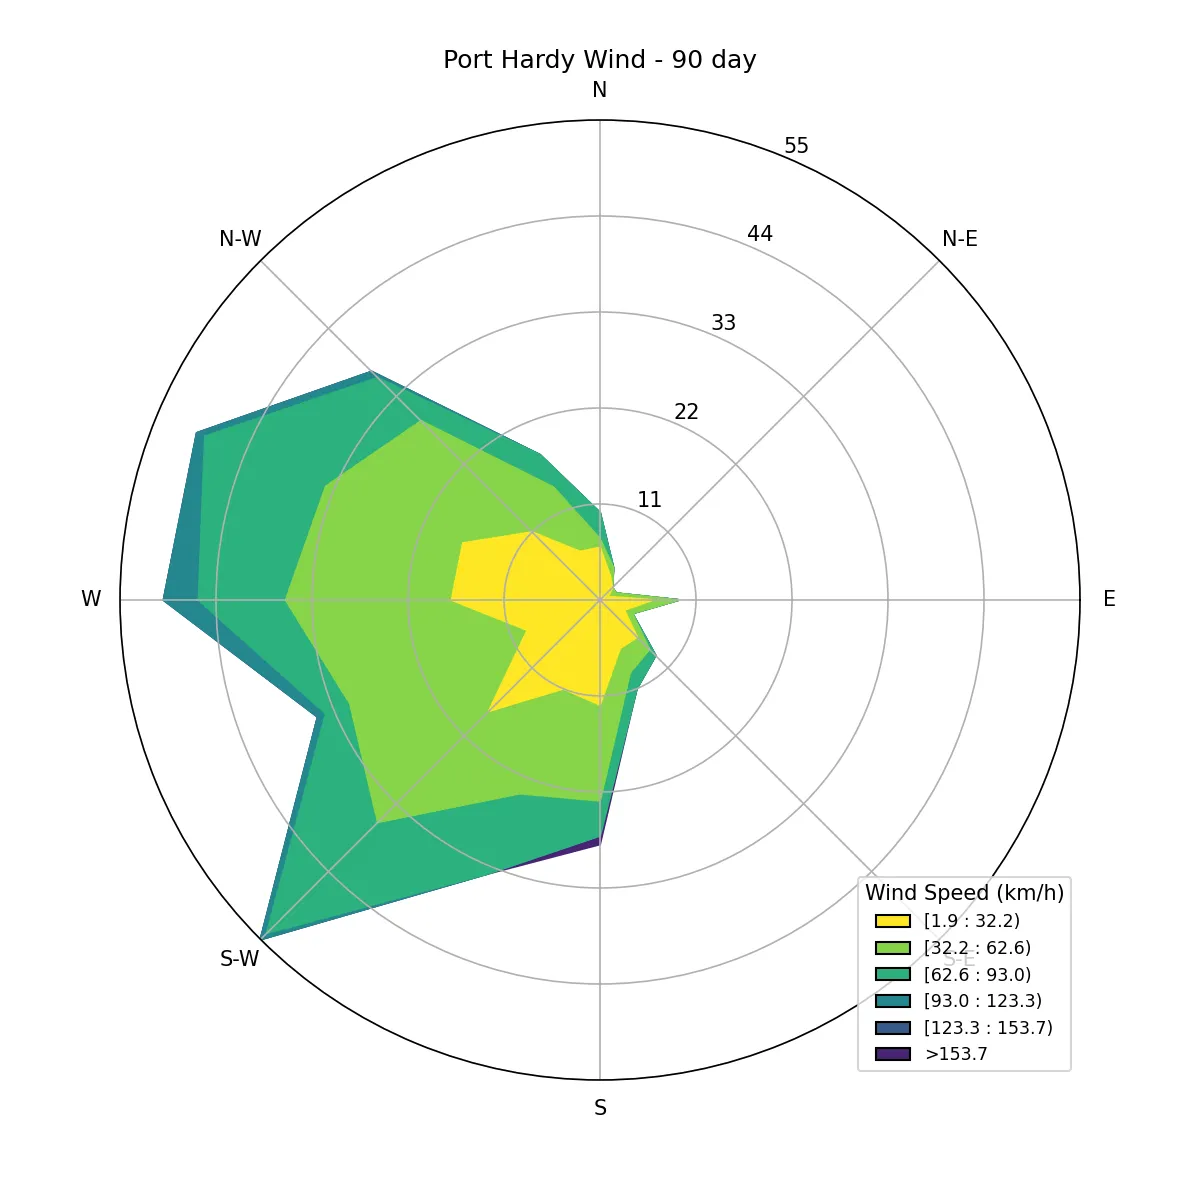 Port Hardy Wind - 90 day
N
55
44
N-W
N-E
33
22
11
W
E
Wind Speed (km/h)
[1.9 : 32.2)
[32.2 : 62.6)
S-W
S-E
[62.6 : 93.0)
[93.0 : 123.3)
[123.3 : 153.7)
>153.7
S